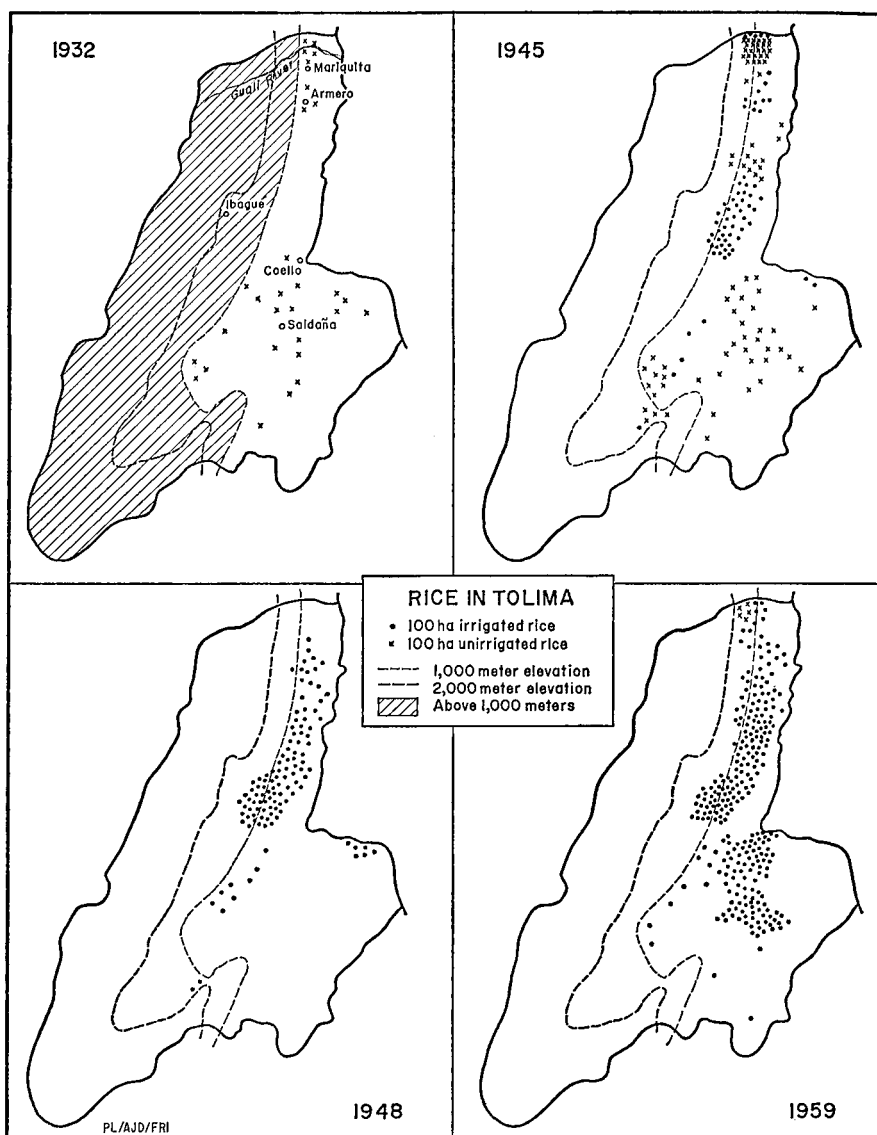 1932
Guali River
Mariquita
Armero
Ibague
Coello
Saldaña
1945
RICE IN TOLIMA
100 ha irrigated rice
100 ha unirrigated rice
1,000 meter elevation
2,000 meter elevation
Above 1,000 meters
1948
PL/AJD/FRI
1959